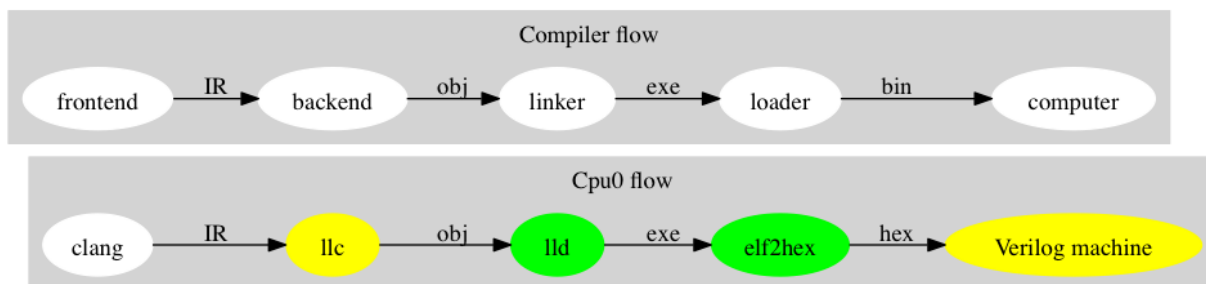 Compiler flow
frontend IR backend obj linker exe loader bin computer
Cpu0 flow
clang IR llc obj lld exe elf2hex hex Verilog machine